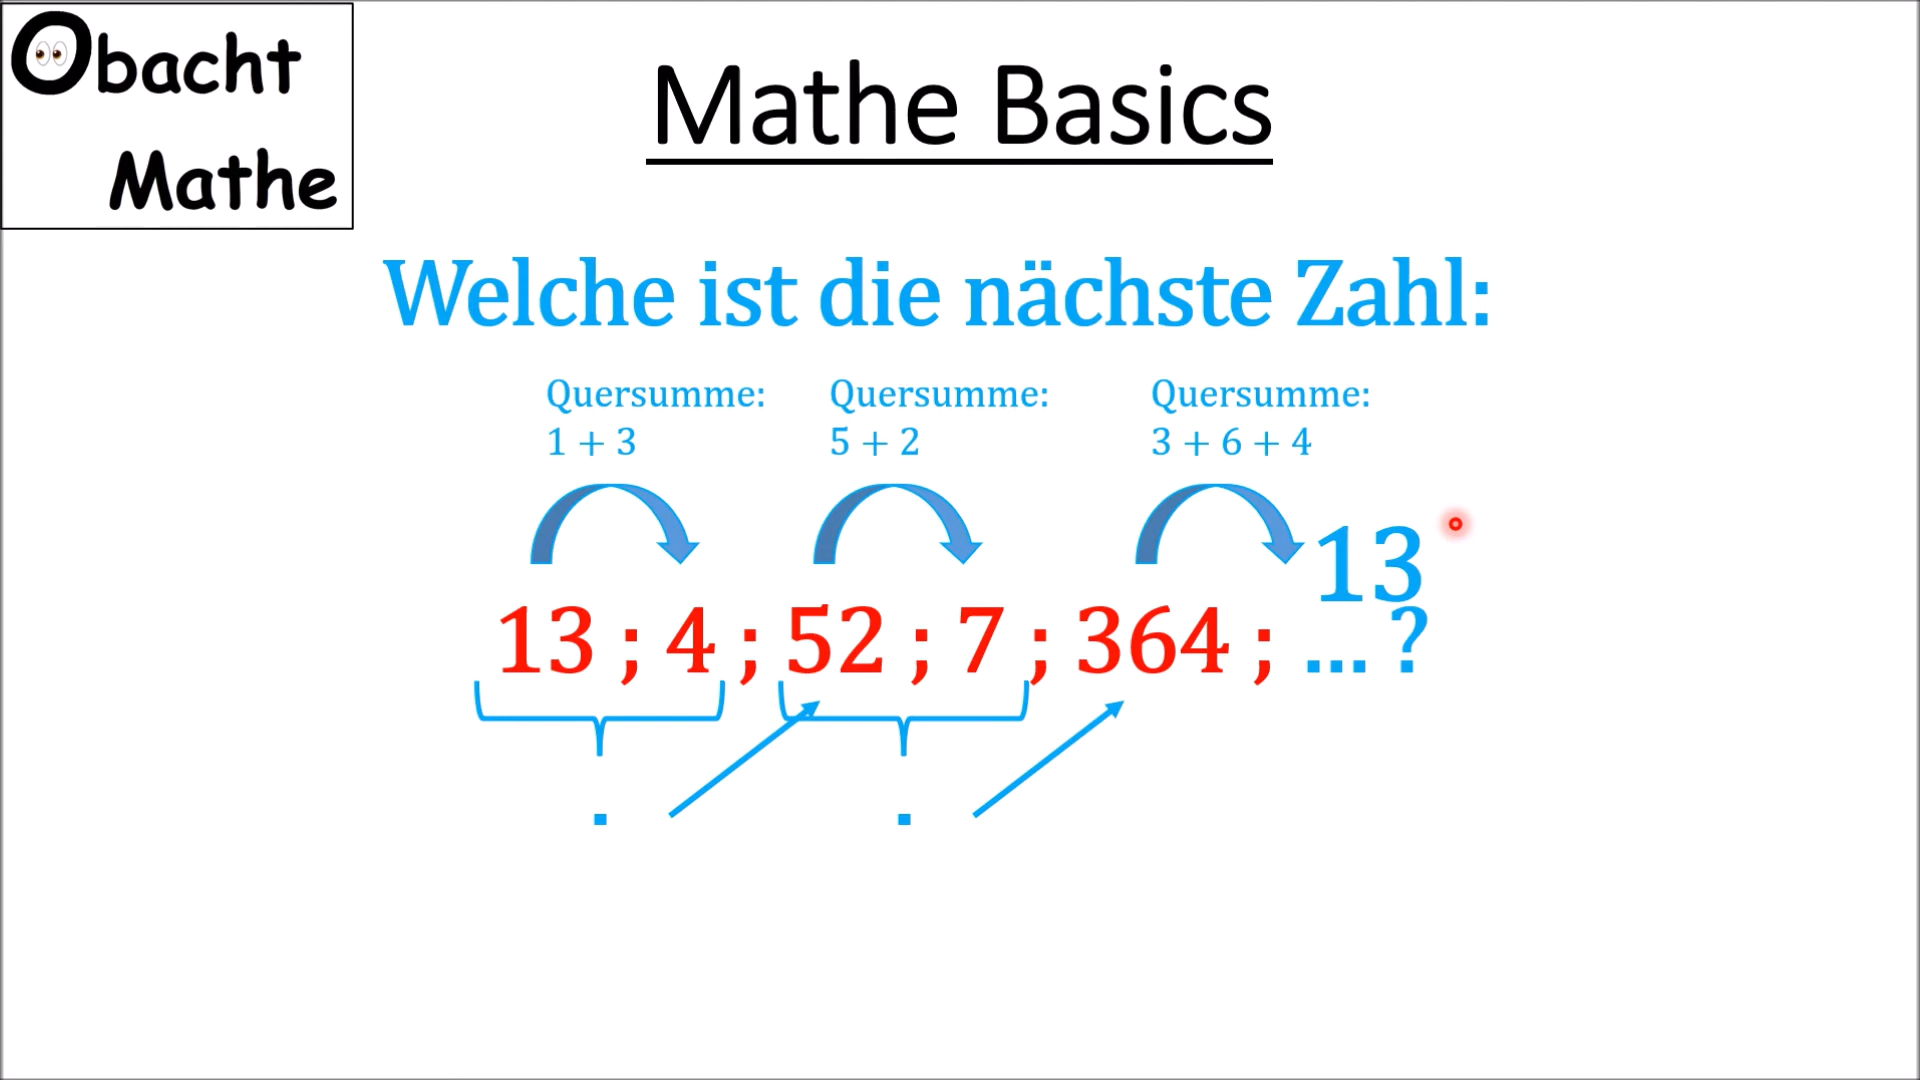 Obacht
Mathe
Mathe Basics
Welche ist die nächste Zahl:
Quersumme: Quersumme: Quersumme:
1 + 3 5 + 2 3 + 6 + 4
13
13 ; 4 ; 52 ; 7 ; 364 ; ... ?
· ·